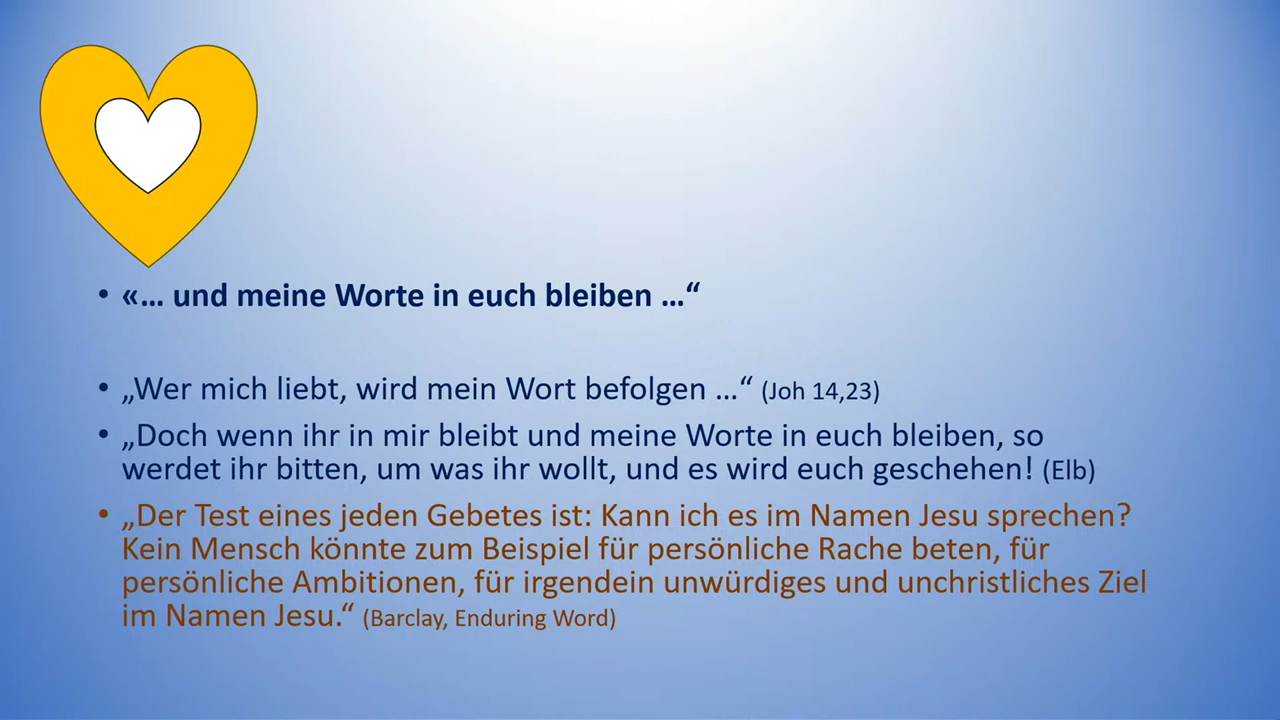 • «… und meine Worte in euch bleiben …“
• „Wer mich liebt, wird mein Wort befolgen …“ (Joh 14,23)
• „Doch wenn ihr in mir bleibt und meine Worte in euch bleiben, so
werdet ihr bitten, um was ihr wollt, und es wird euch geschehen! (Elb)
• „Der Test eines jeden Gebetes ist: Kann ich es im Namen Jesu sprechen?
Kein Mensch könnte zum Beispiel für persönliche Rache beten, für
persönliche Ambitionen, für irgendein unwürdiges und unchristliches Ziel
im Namen Jesu.“ (Barclay, Enduring Word)